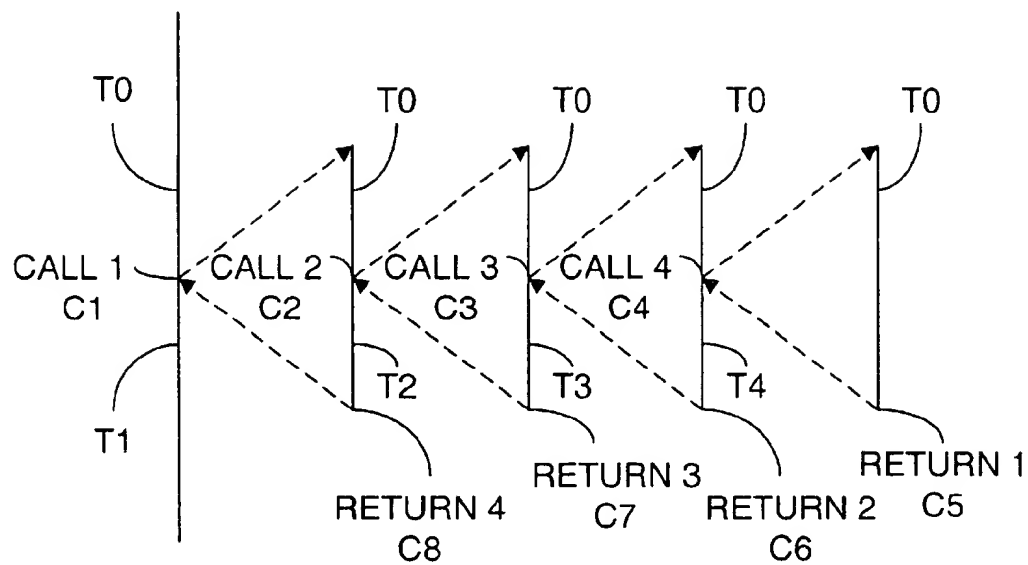 T0
T0
T0
T0
T0
CALL 1
C1
CALL 2
C2
CALL 3
C3
CALL 4
C4
T1
T2
T3
T4
RETURN 4
C8
RETURN 3
C7
RETURN 2
C6
RETURN 1
C5